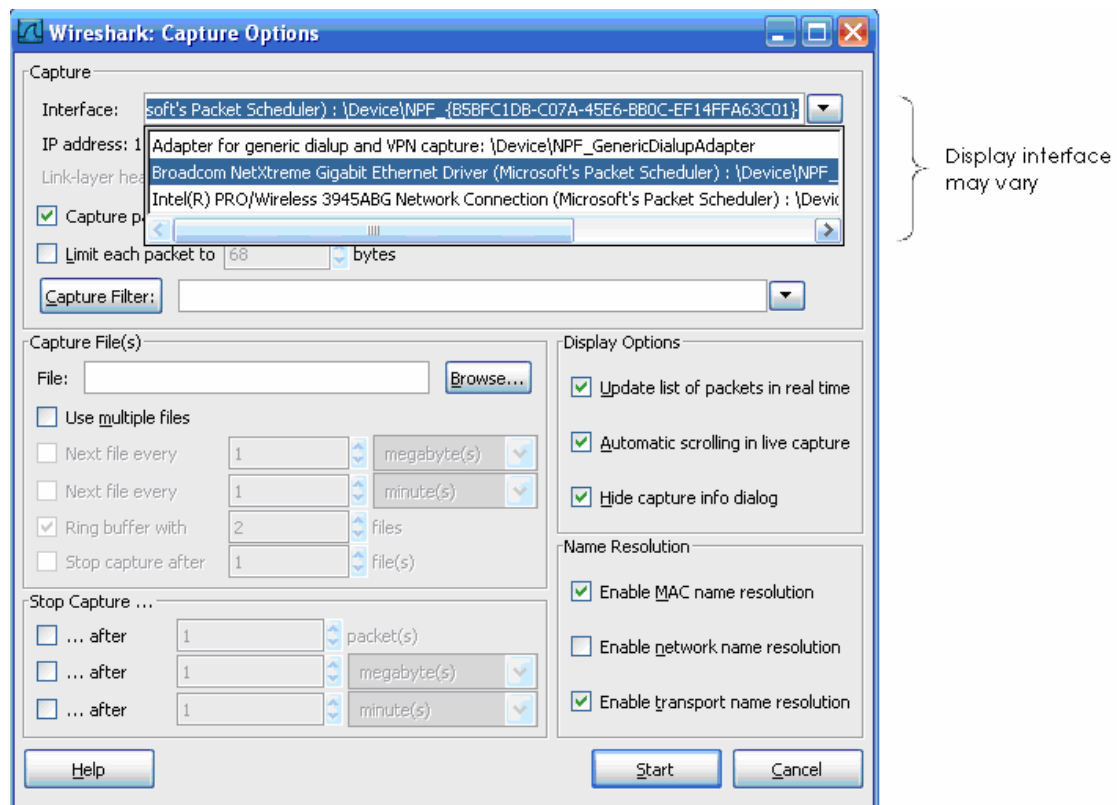 Wireshark: Capture Options
Capture
Interface: soft's Packet Scheduler) : \Device\NPF_{B5BFC1DB-C07A-45E6-BB0C-EF14FFA63C01}
IP address: 1
Adapter for generic dialup and VPN capture: \Device\NPF_GenericDialupAdapter
Link-layer hea
Broadcom NetXtreme Gigabit Ethernet Driver (Microsoft's Packet Scheduler) : \Device\NPF_
Intel(R) PRO/Wireless 3945ABG Network Connection (Microsoft's Packet Scheduler) : \Devic
Capture p
Display interface
may vary
Limit each packet to 68 bytes
Capture Filter:
Capture File(s)
File: Browse...
Use multiple files
Next file every 1 megabyte(s)
Next file every 1 minute(s)
Ring buffer with 2 files
Stop capture after 1 file(s)
Display Options
Update list of packets in real time
Automatic scrolling in live capture
Hide capture info dialog
Stop Capture ...
... after 1 packet(s)
... after 1 megabyte(s)
... after 1 minute(s)
Name Resolution
Enable MAC name resolution
Enable network name resolution
Enable transport name resolution
Help Start Cancel